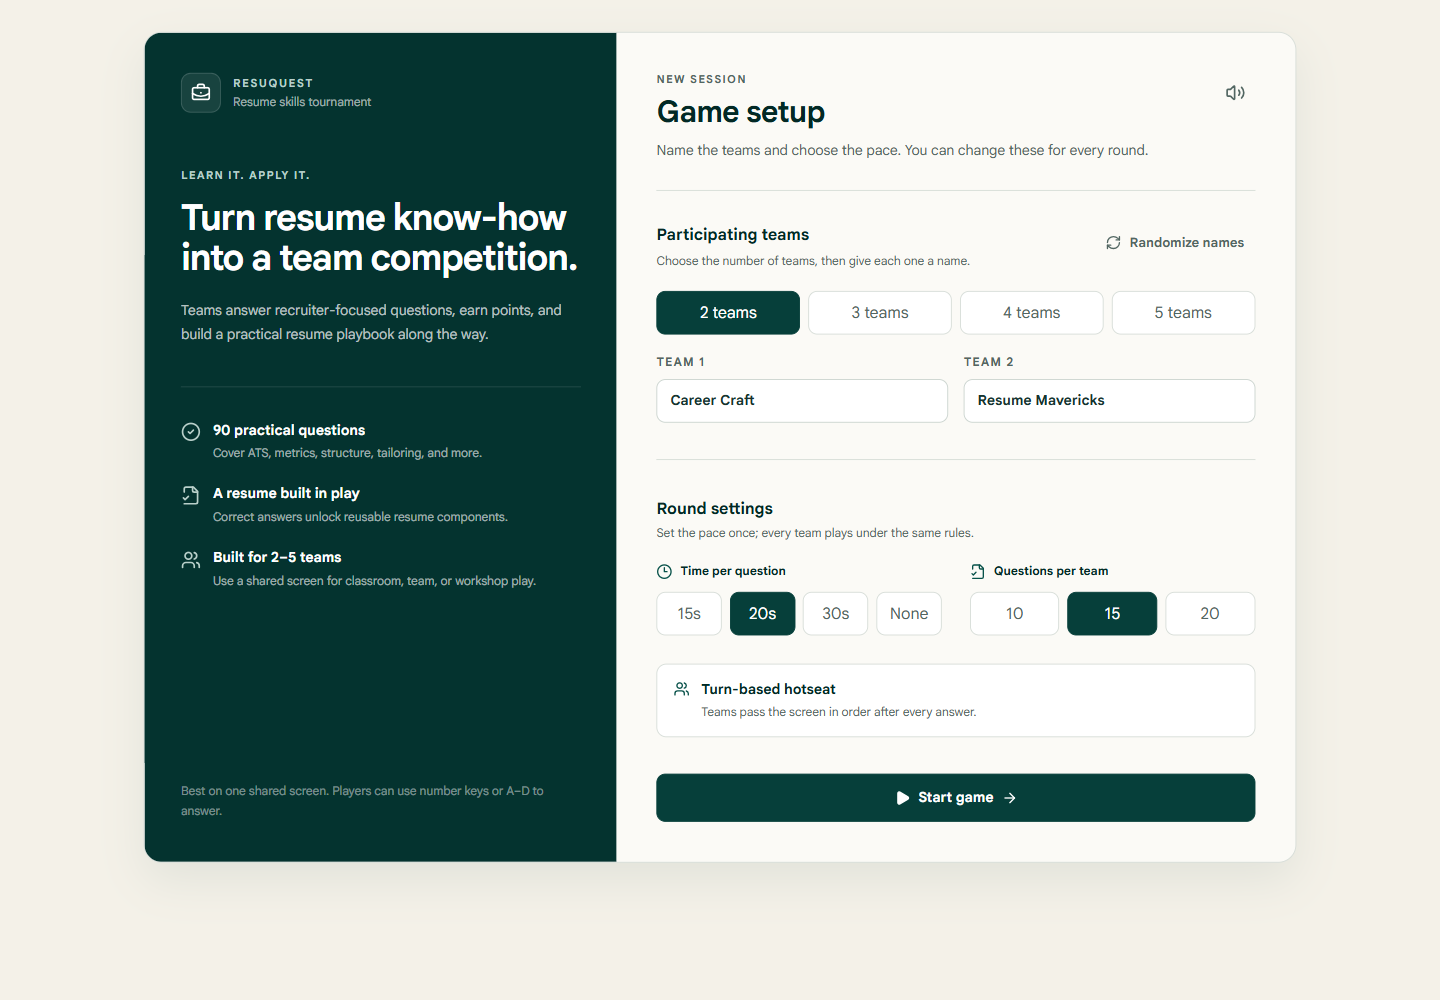 RESUQUEST
Resume skills tournament
LEARN IT. APPLY IT.
Turn resume know-how
into a team competition.
Teams answer recruiter-focused questions, earn points, and
build a practical resume playbook along the way.
90 practical questions
Cover ATS, metrics, structure, tailoring, and more.
A resume built in play
Correct answers unlock reusable resume components.
Built for 2–5 teams
Use a shared screen for classroom, team, or workshop play.
Best on one shared screen. Players can use number keys or A–D to
answer.
NEW SESSION
Game setup
Name the teams and choose the pace. You can change these for every round.
Participating teams
Randomize names
Choose the number of teams, then give each one a name.
2 teams 3 teams 4 teams 5 teams
TEAM 1 TEAM 2
Career Craft Resume Mavericks
Round settings
Set the pace once; every team plays under the same rules.
Time per question Questions per team
15s 20s 30s None 10 15 20
Turn-based hotseat
Teams pass the screen in order after every answer.
Start game